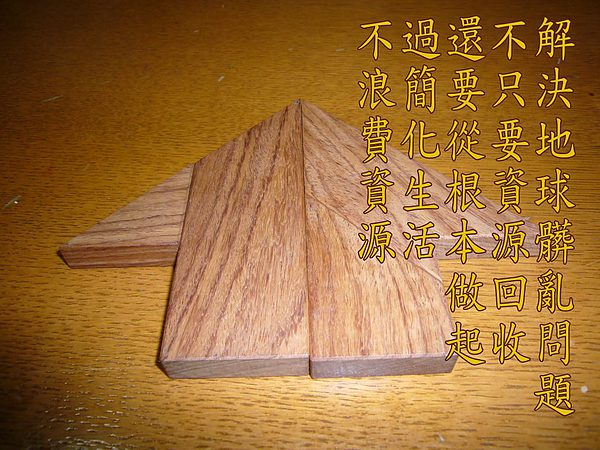 解決地球髒亂問題
不只要資源回收
還要從根本做起
過簡化生活
不浪費資源